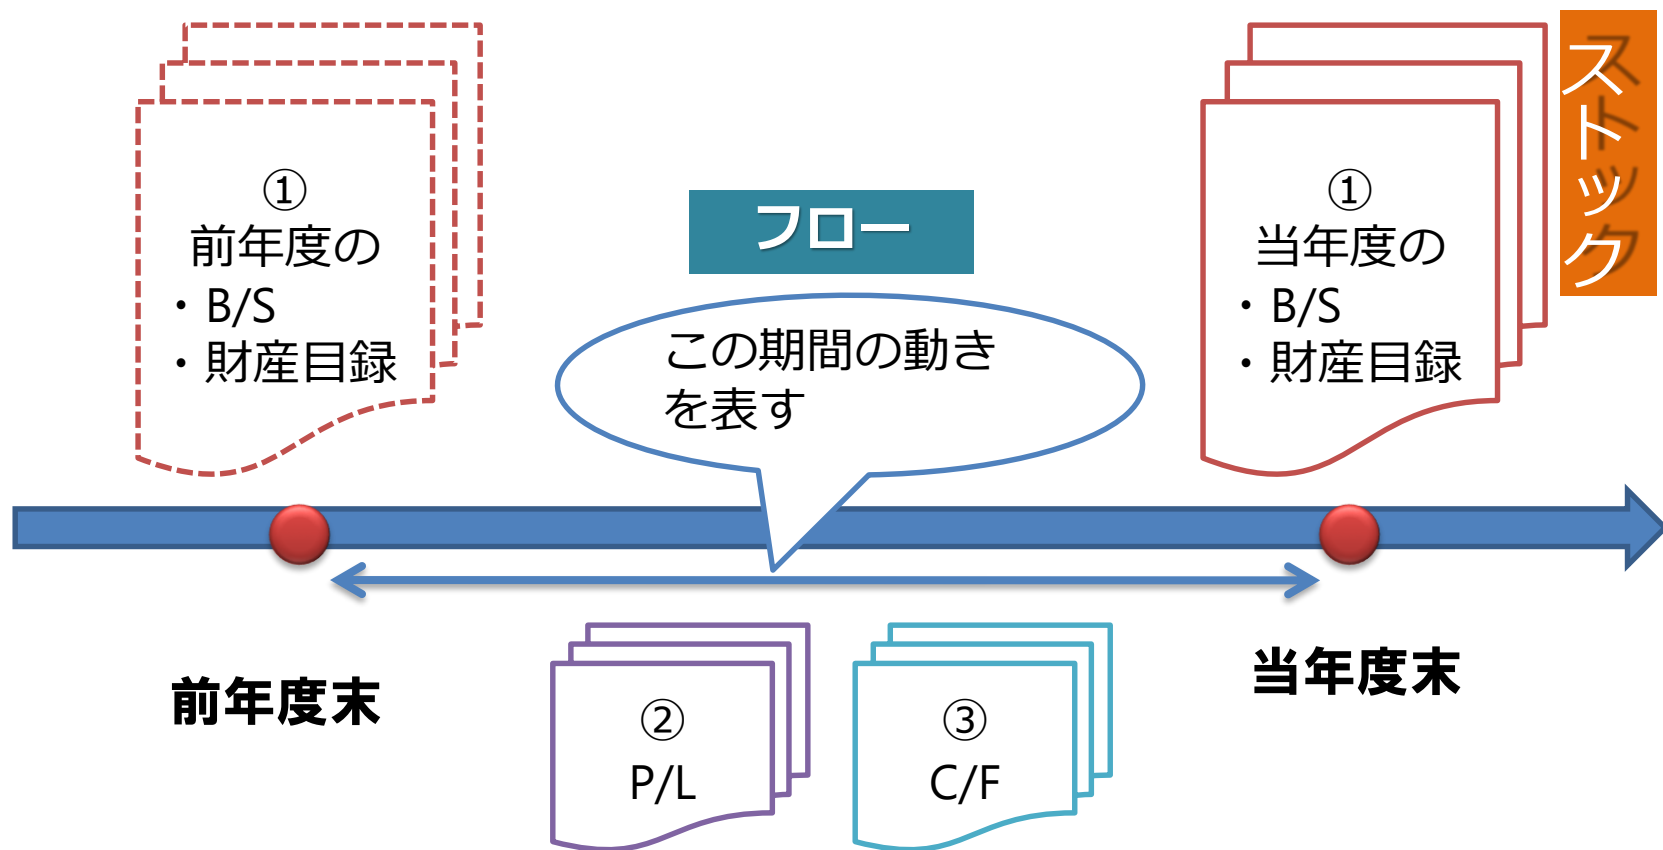 ①
前年度の
・B/S
・財産目録
フロー
この期間の動き
を表す
①
当年度の
・B/S
・財産目録
ストック
前年度末
当年度末
②
P/L
③
C/F